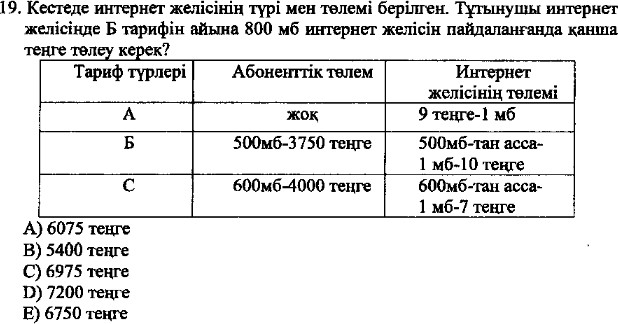 19. Кестеде интернет желісінің түрі мен төлемі берілген. Тұтынушы интернет
желісінде Б тарифін айына 800 мб интернет желісін пайдаланғанда қанша
теңге төлеу керек?
Тариф түрлері Абоненттік төлем Интернет
желісінің төлемі
А жоқ 9 теңге-1 мб
Б 500мб-3750 теңге 500мб-тан асса-
1 мб-10 теңге
С 600мб-4000 теңге 600мб-тан асса-
1 мб-7 теңге
A) 6075 теңге
B) 5400 теңге
C) 6975 теңге
D) 7200 теңге
E) 6750 теңге